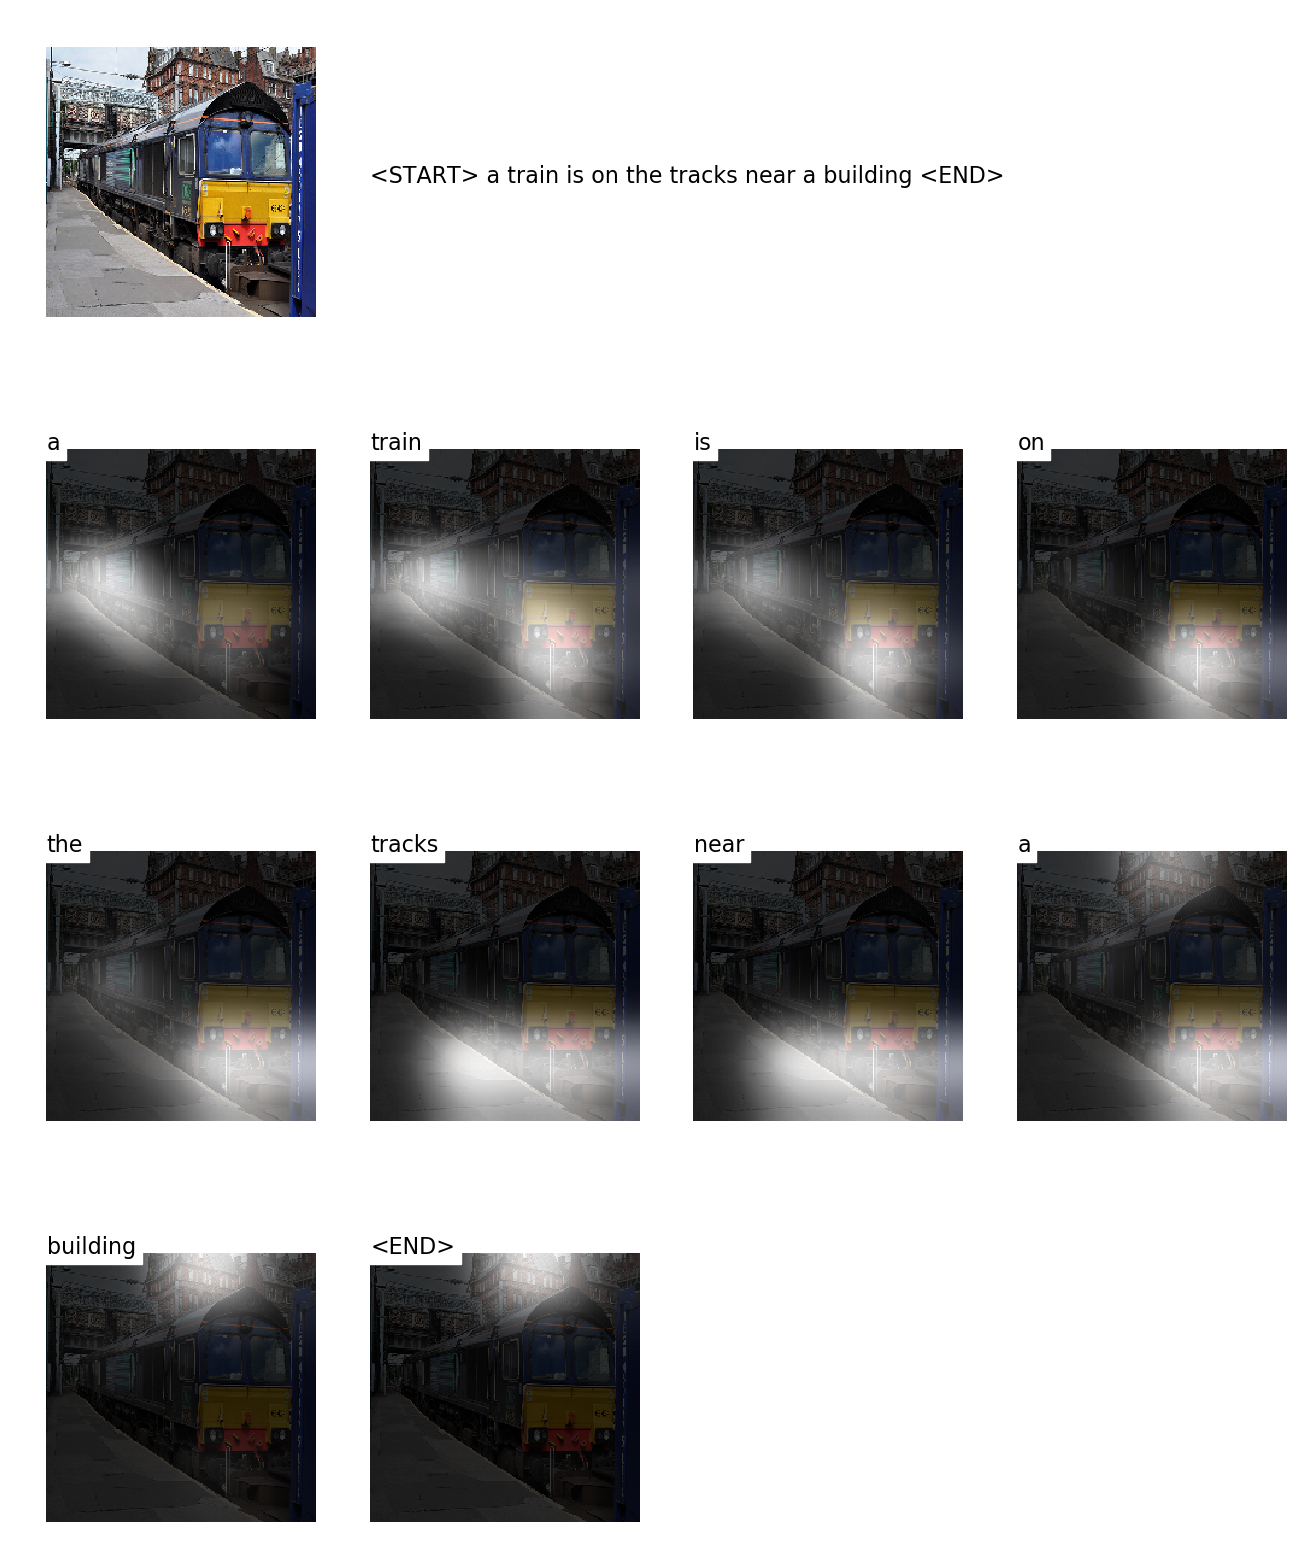 <START> a train is on the tracks near a building <END>
a
train
is
on
the
tracks
near
a
building
<END>